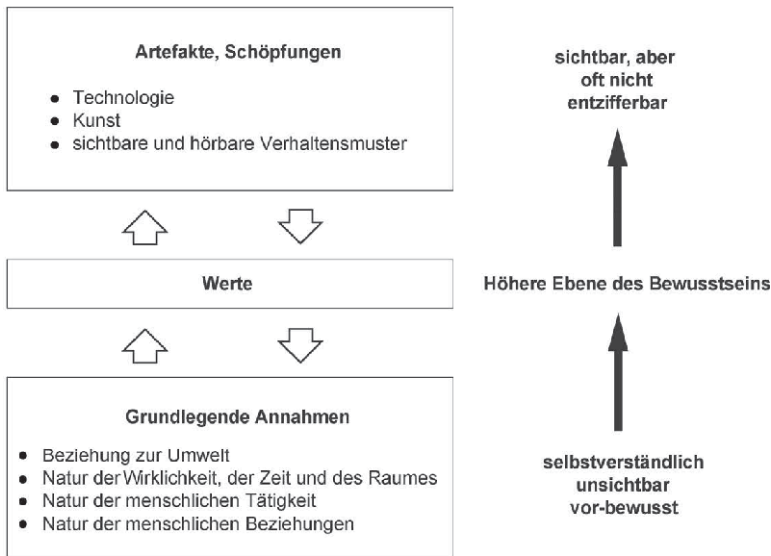 Artefakte, Schöpfungen
● Technologie
● Kunst
● sichtbare und hörbare Verhaltensmuster
sichtbar, aber
oft nicht
entzifferbar
Werte
Höhere Ebene des Bewusstseins
Grundlegende Annahmen
● Beziehung zur Umwelt
● Natur der Wirklichkeit, der Zeit und des Raumes
● Natur der menschlichen Tätigkeit
● Natur der menschlichen Beziehungen
selbstverständlich
unsichtbar
vor-bewusst